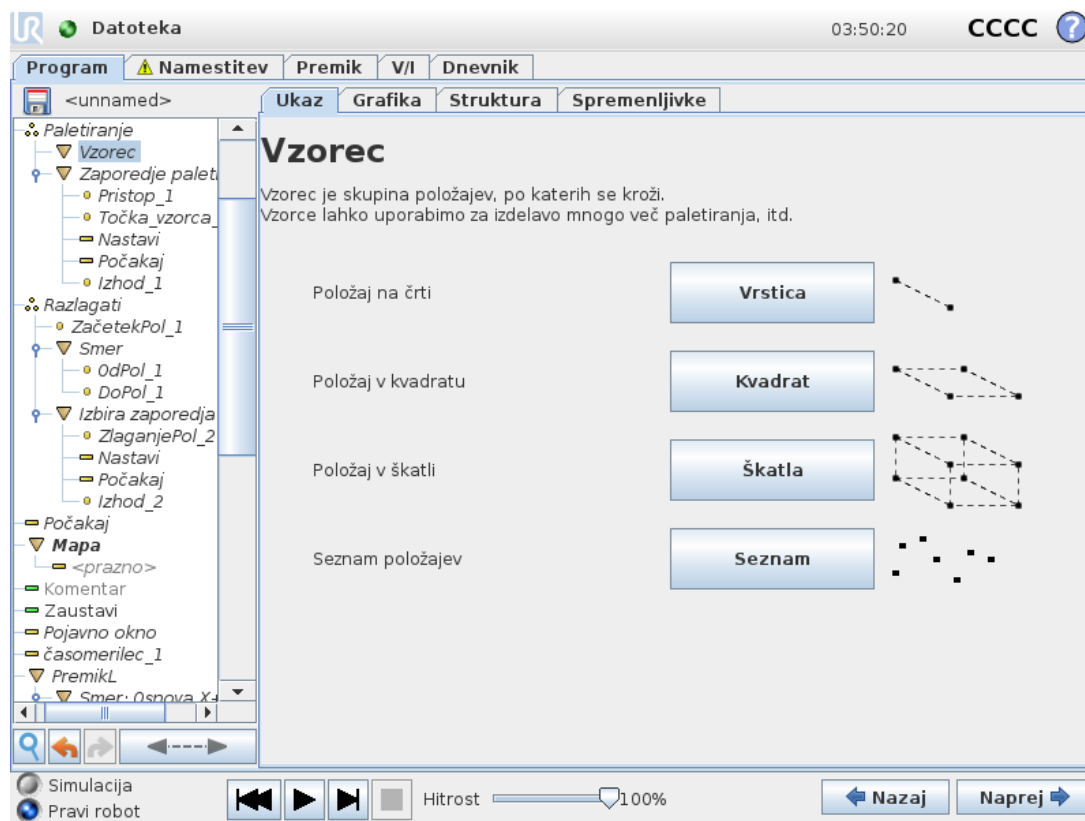 UR Datoteka 03:50:20 CCCC ?
Program Namestitev Premik V/I Dnevnik
<unnamed>
Ukaz Grafika Struktura Spremenljivke
Paletiranje
Vzorec
Zaporedje palet
Pristop_1
Točka_vzorca_
Nastavi
Počakaj
Izhod_1
Razlagati
ZačetekPol_1
Smer
OdPol_1
DoPol_1
Izbira zaporedja
ZlaganjePol_2
Nastavi
Počakaj
Izhod_2
Počakaj
Mapa
<prazno>
Komentar
Zaustavi
Pojavno okno
časomerilec_1
PremikL
Smer: Osnova X+
Vzorec
Vzorec je skupina položajev, po katerih se kroži.
Vzorce lahko uporabimo za izdelavo mnogo več paletiranja, itd.
Položaj na črti Vrstica
Položaj v kvadratu Kvadrat
Položaj v škatli Škatla
Seznam položajev Seznam
Simulacija
Pravi robot
Hitrost 100%
Nazaj Naprej